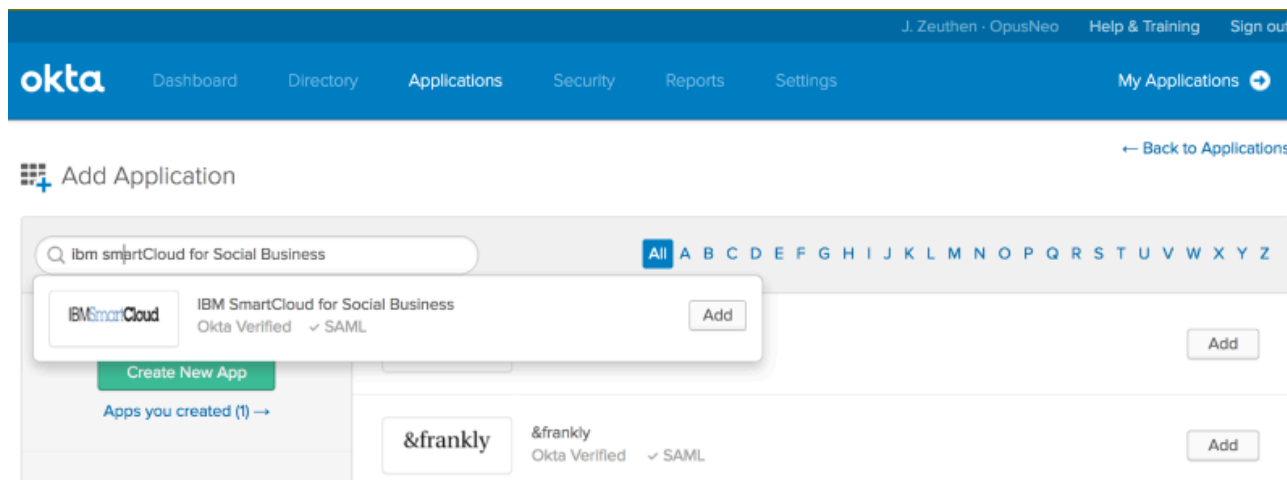 J. Zeuthen · OpusNeo Help & Training Sign out
okta Dashboard Directory Applications Security Reports Settings My Applications
← Back to Applications
Add Application
ibm smartCloud for Social Business
All A B C D E F G H I J K L M N O P Q R S T U V W X Y Z
IBMSmartCloud
IBM SmartCloud for Social Business
Okta Verified ✓ SAML
Add
Add
Create New App
Apps you created (1) →
&frankly
&frankly
Okta Verified ✓ SAML
Add